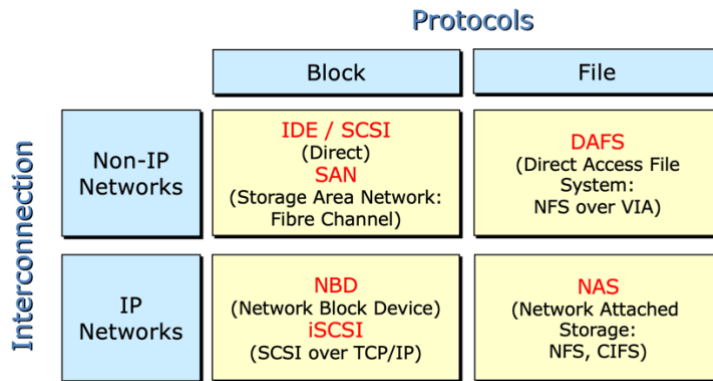 Protocols
Block
File
Interconnection
Non-IP
Networks
IDE / SCSI
(Direct)
SAN
(Storage Area Network:
Fibre Channel)
DAFS
(Direct Access File
System:
NFS over VIA)
IP
Networks
NBD
(Network Block Device)
iSCSI
(SCSI over TCP/IP)
NAS
(Network Attached
Storage:
NFS, CIFS)